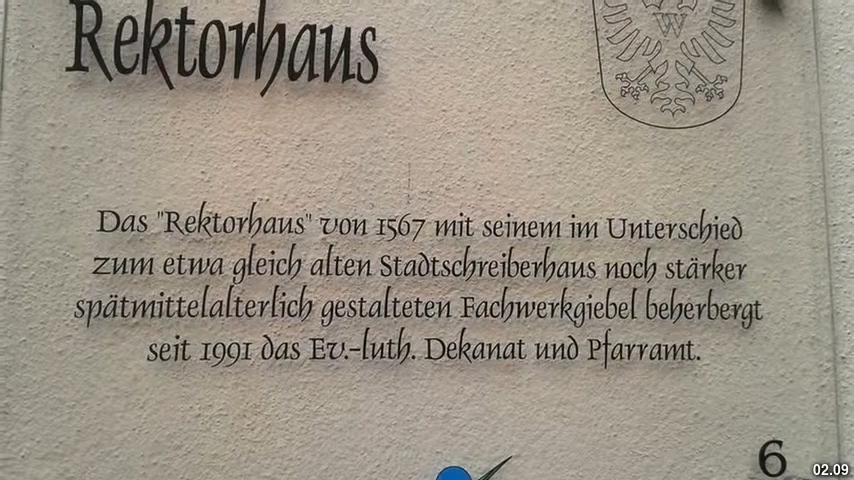 Rektorhaus
W
Das "Rektorhaus" von 1567 mit seinem im Unterschied
zum etwa gleich alten Stadtschreiberhaus noch stärker
spätmittelalterlich gestalteten Fachwerkgiebel beherbergt
seit 1991 das Ev.-luth. Dekanat und Pfarramt.
6
02.09